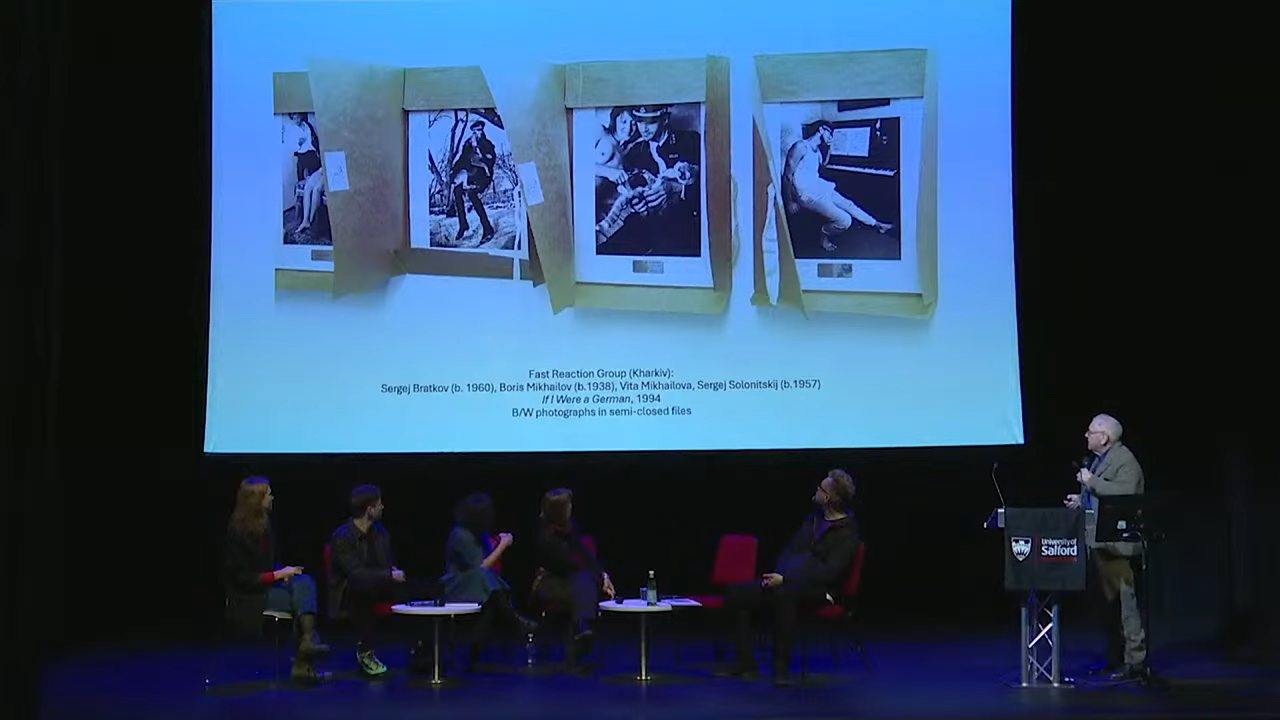 Fast Reaction Group (Kharkiv):
Sergej Bratkov (b. 1960), Boris Mikhailov (b.1938), Vita Mikhailova, Sergej Solonitskij (b.1957)
If I Were a German, 1994
B/W photographs in semi-closed files
University of
Salford